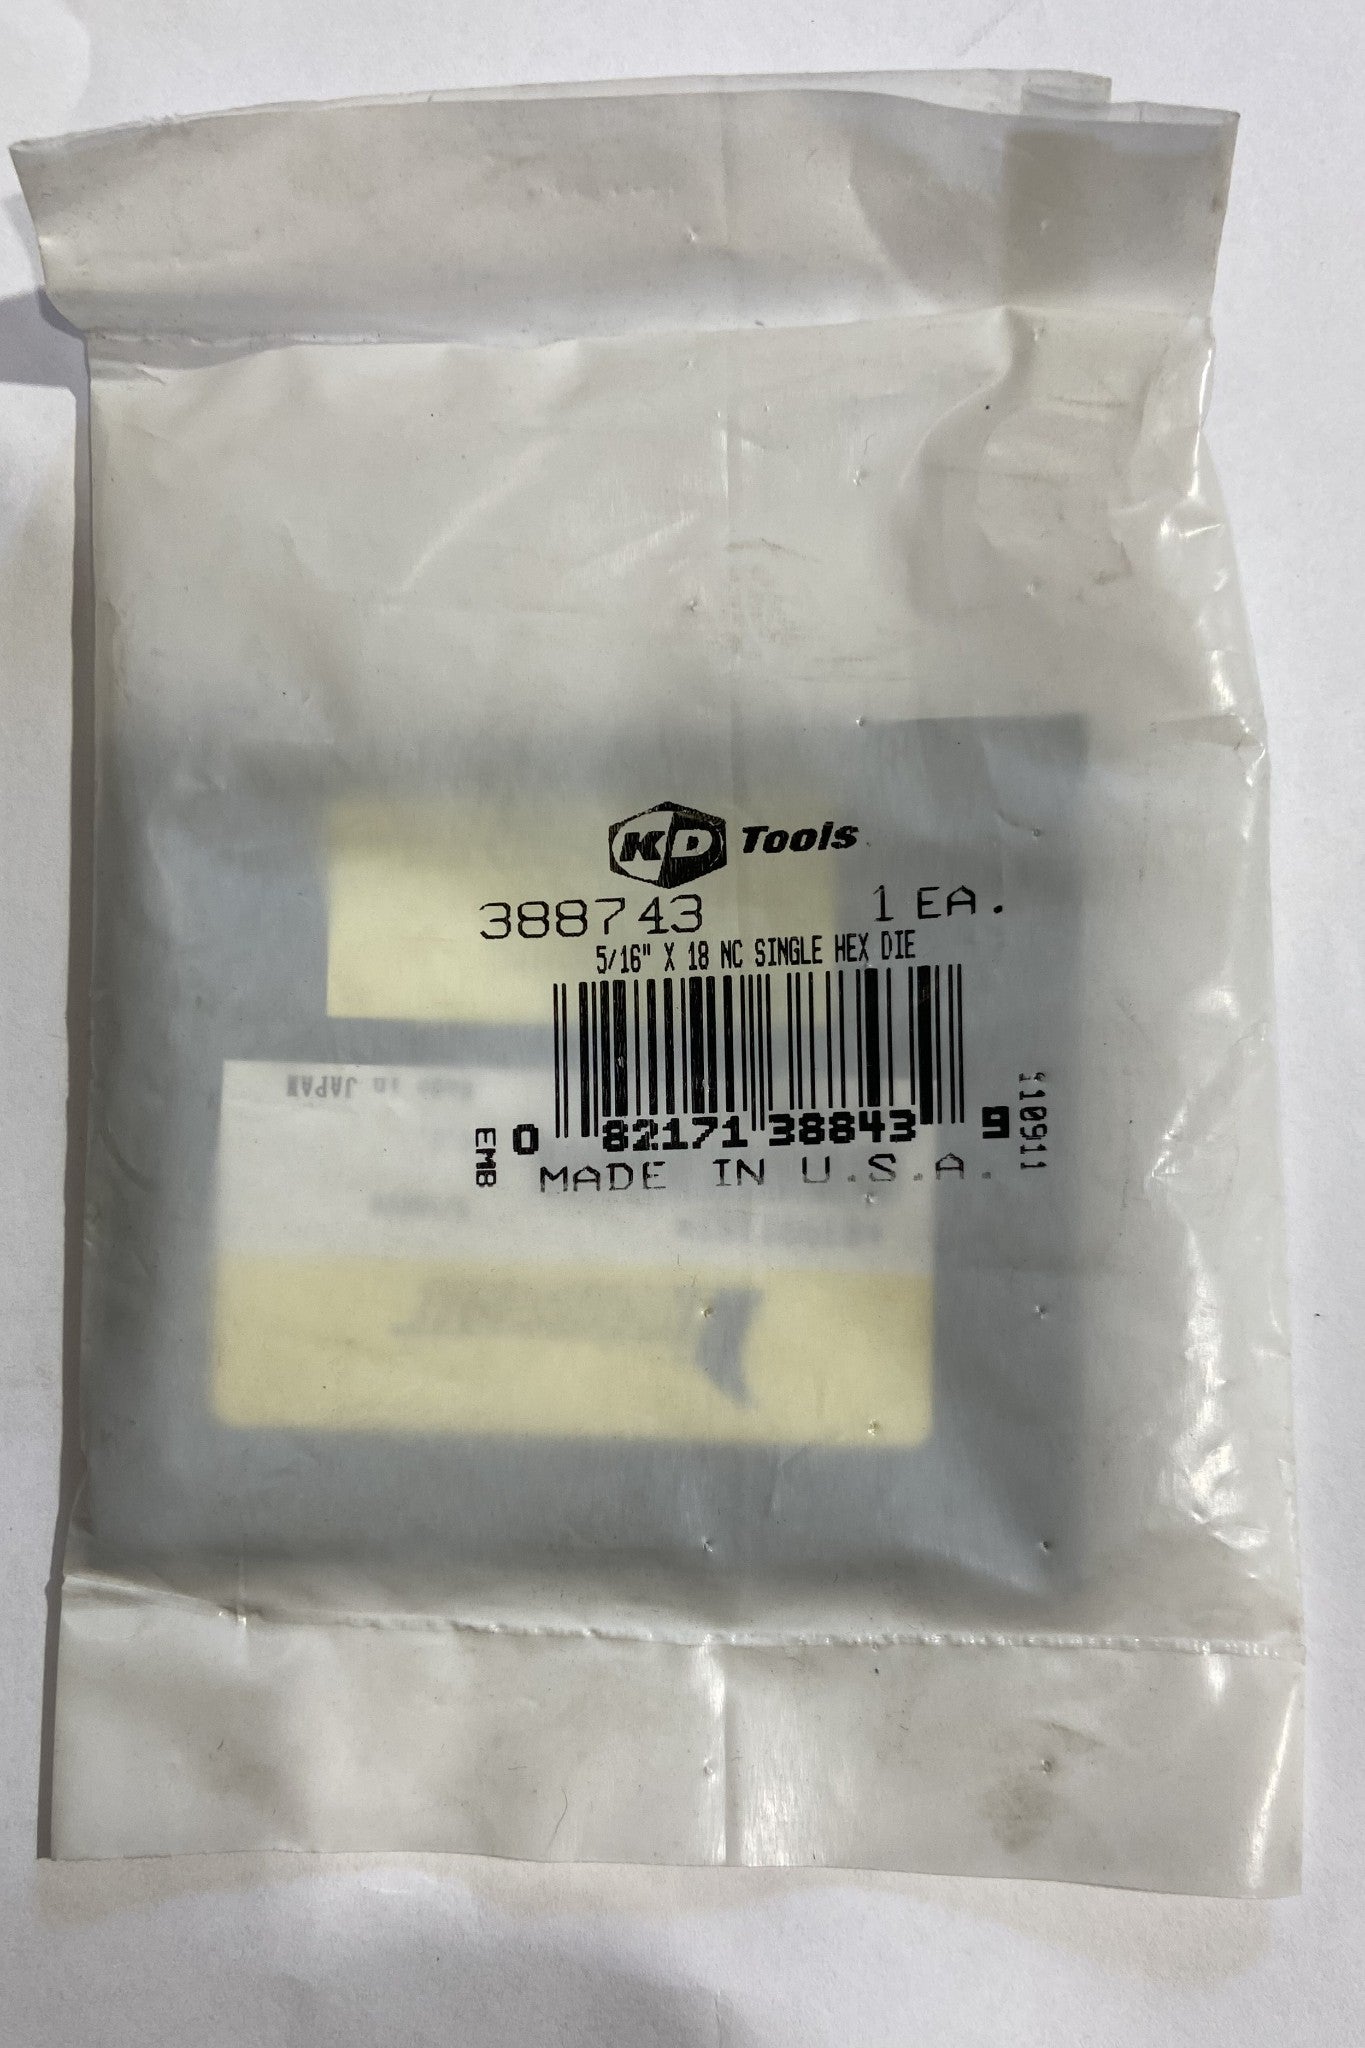 KD Tools
388743 1 EA.
5/16" X 18 NC SINGLE HEX DIE
0 82171 38843 9
EMB
110911
MADE IN U.S.A.
JAPAN